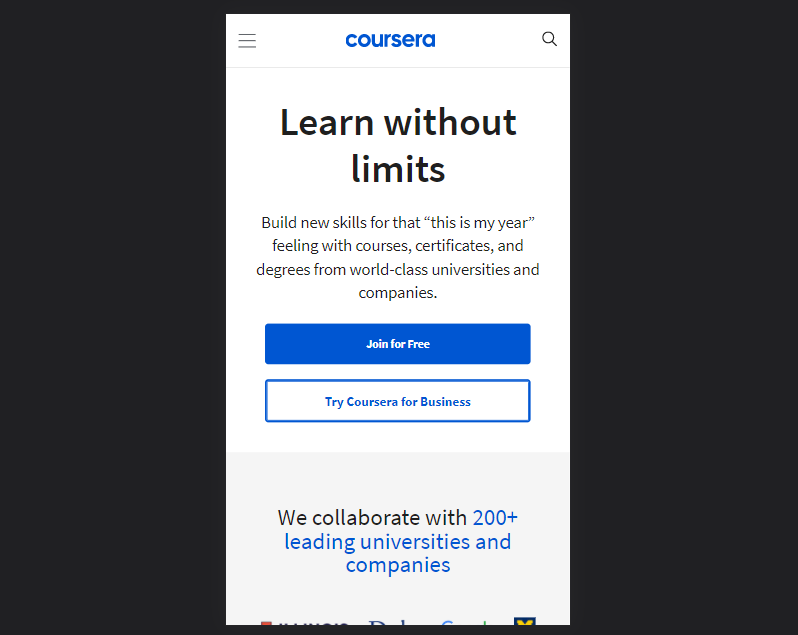 coursera
Learn without
limits
Build new skills for that “this is my year”
feeling with courses, certificates, and
degrees from world-class universities and
companies.
Join for Free
Try Coursera for Business
We collaborate with 200+
leading universities and
companies